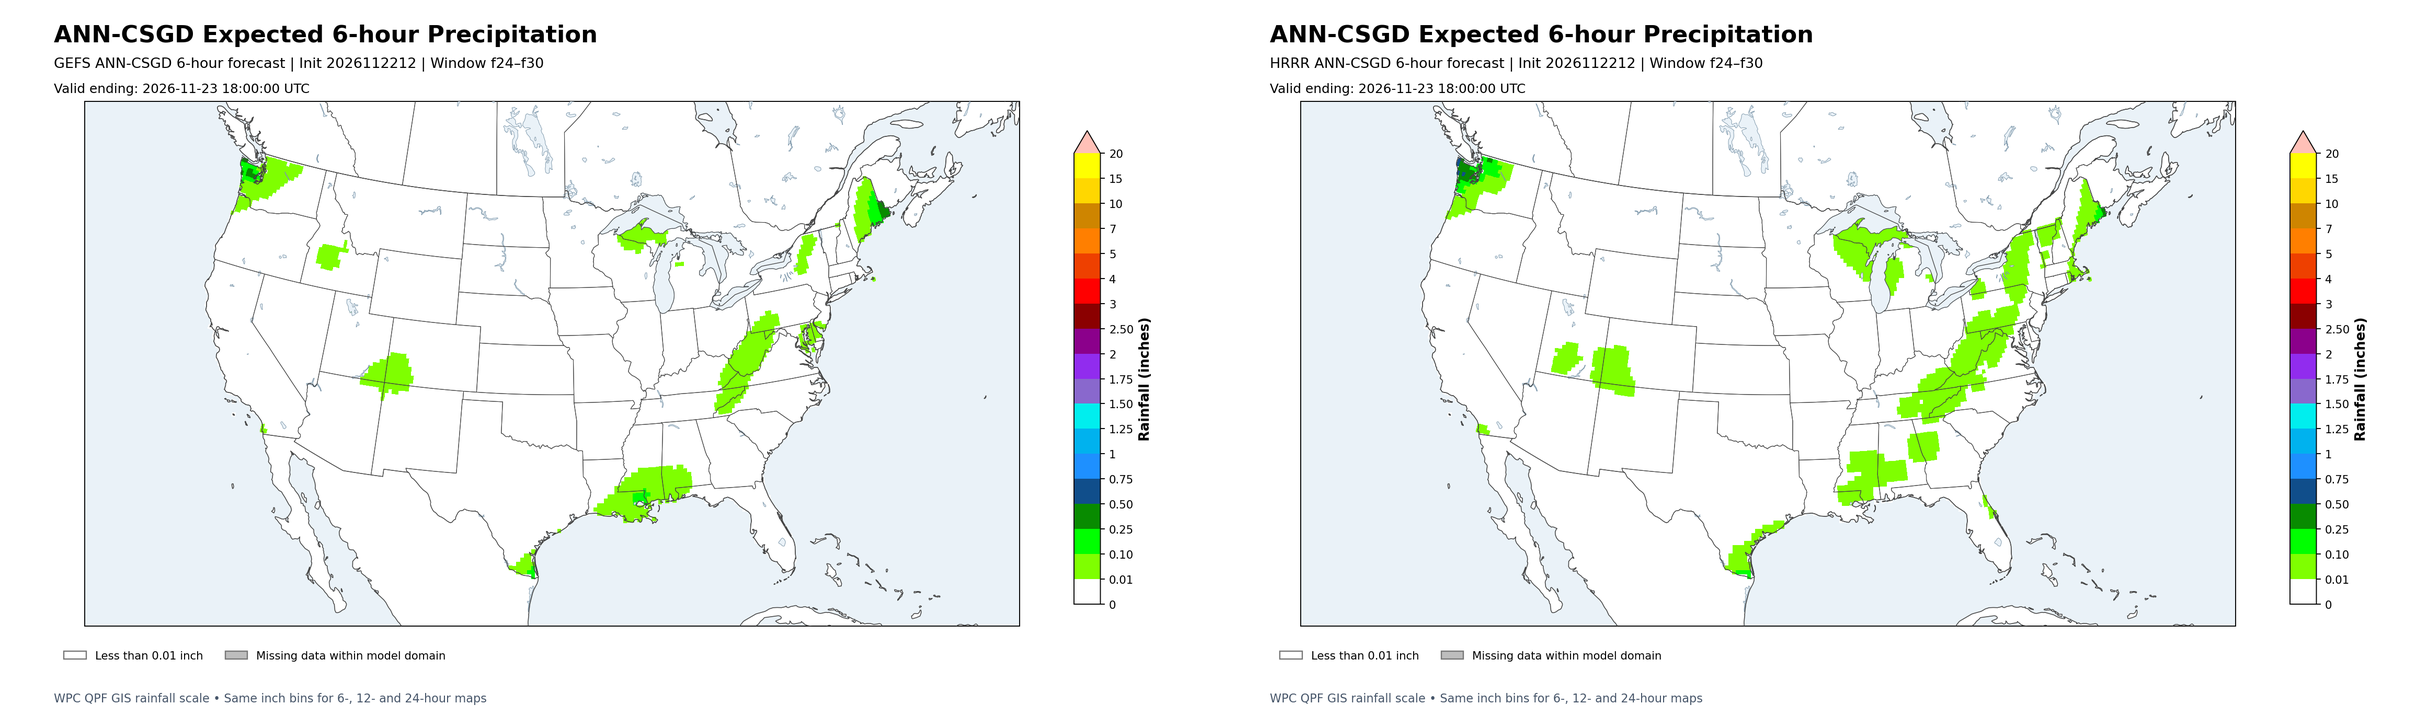 ANN-CSGD Expected 6-hour Precipitation
GEFS ANN-CSGD 6-hour forecast | Init 2026112212 | Window f24–f30
Valid ending: 2026-11-23 18:00:00 UTC
20
15
10
7
5
4
3
2.50
2
1.75
1.50
1.25
1
0.75
0.50
0.25
0.10
0.01
0
Rainfall (inches)
Less than 0.01 inch
Missing data within model domain
WPC QPF GIS rainfall scale • Same inch bins for 6-, 12- and 24-hour maps
ANN-CSGD Expected 6-hour Precipitation
HRRR ANN-CSGD 6-hour forecast | Init 2026112212 | Window f24–f30
Valid ending: 2026-11-23 18:00:00 UTC
20
15
10
7
5
4
3
2.50
2
1.75
1.50
1.25
1
0.75
0.50
0.25
0.10
0.01
0
Rainfall (inches)
Less than 0.01 inch
Missing data within model domain
WPC QPF GIS rainfall scale • Same inch bins for 6-, 12- and 24-hour maps